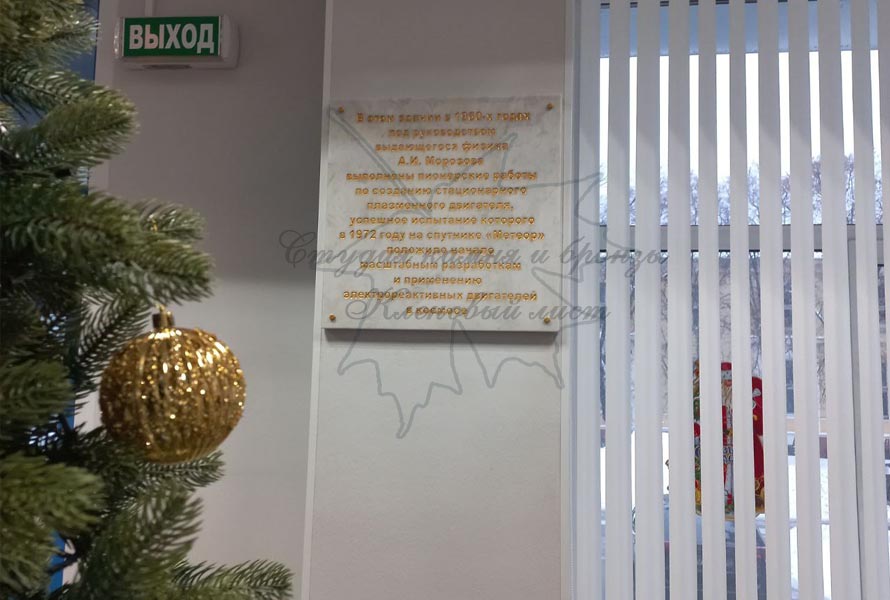 ВЫХОД
В этом здании в 1960-х годах
под руководством
выдающегося физика
А.И. Морозова
выполнены пионерские работы
по созданию стационарного
плазменного двигателя,
успешное испытание которого
в 1972 году на спутнике «Метеор»
положило начало
масштабным разработкам
и применению
электрореактивных двигателей
в космосе
Студия камня и бронзы
Кленовый лист